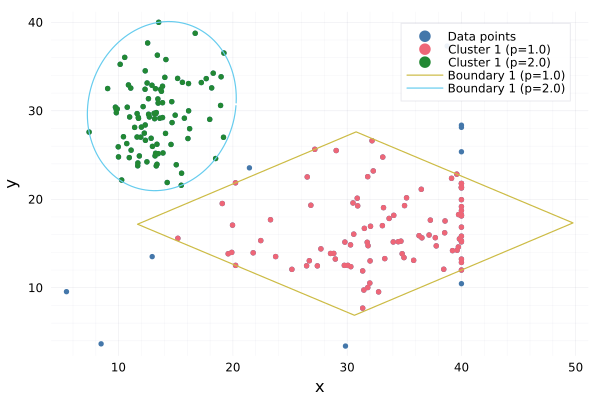 40
30
20
10
y
10
20
30
40
50
x
Data points
Cluster 1 (p=1.0)
Cluster 1 (p=2.0)
Boundary 1 (p=1.0)
Boundary 1 (p=2.0)